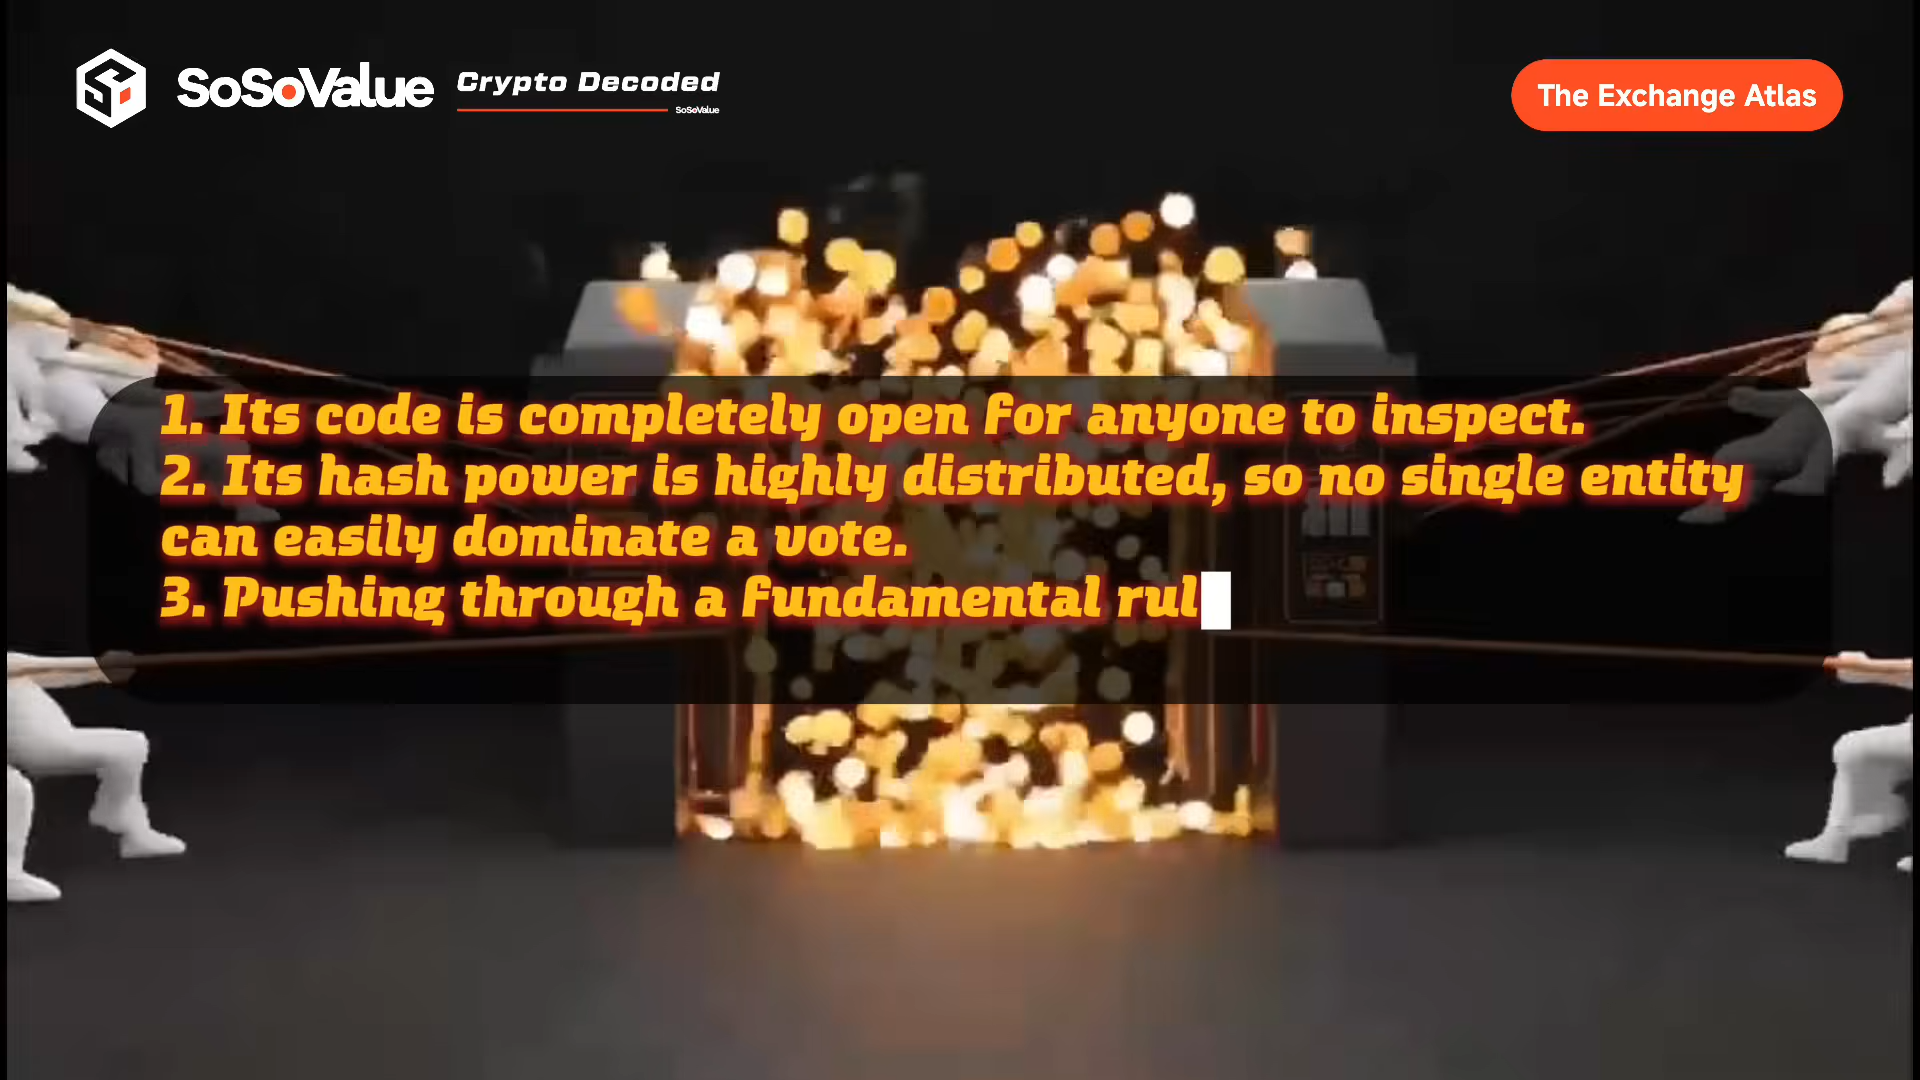 SoSoValue
Crypto Decoded
SoSoValue
The Exchange Atlas
1. Its code is completely open for anyone to inspect.
2. Its hash power is highly distributed, so no single entity
can easily dominate a vote.
3. Pushing through a fundamental rul